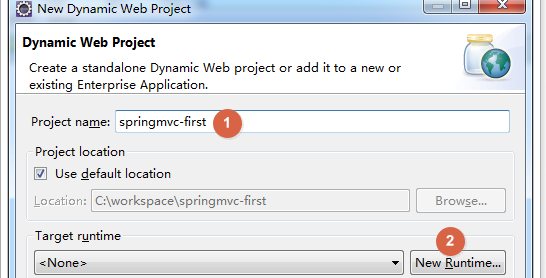 New Dynamic Web Project
Dynamic Web Project
Create a standalone Dynamic Web project or add it to a new or
existing Enterprise Application.
Project name: springmvc-first 1
Project location
Use default location
Location: C:\workspace\springmvc-first Browse...
2
Target runtime
<None> New Runtime...